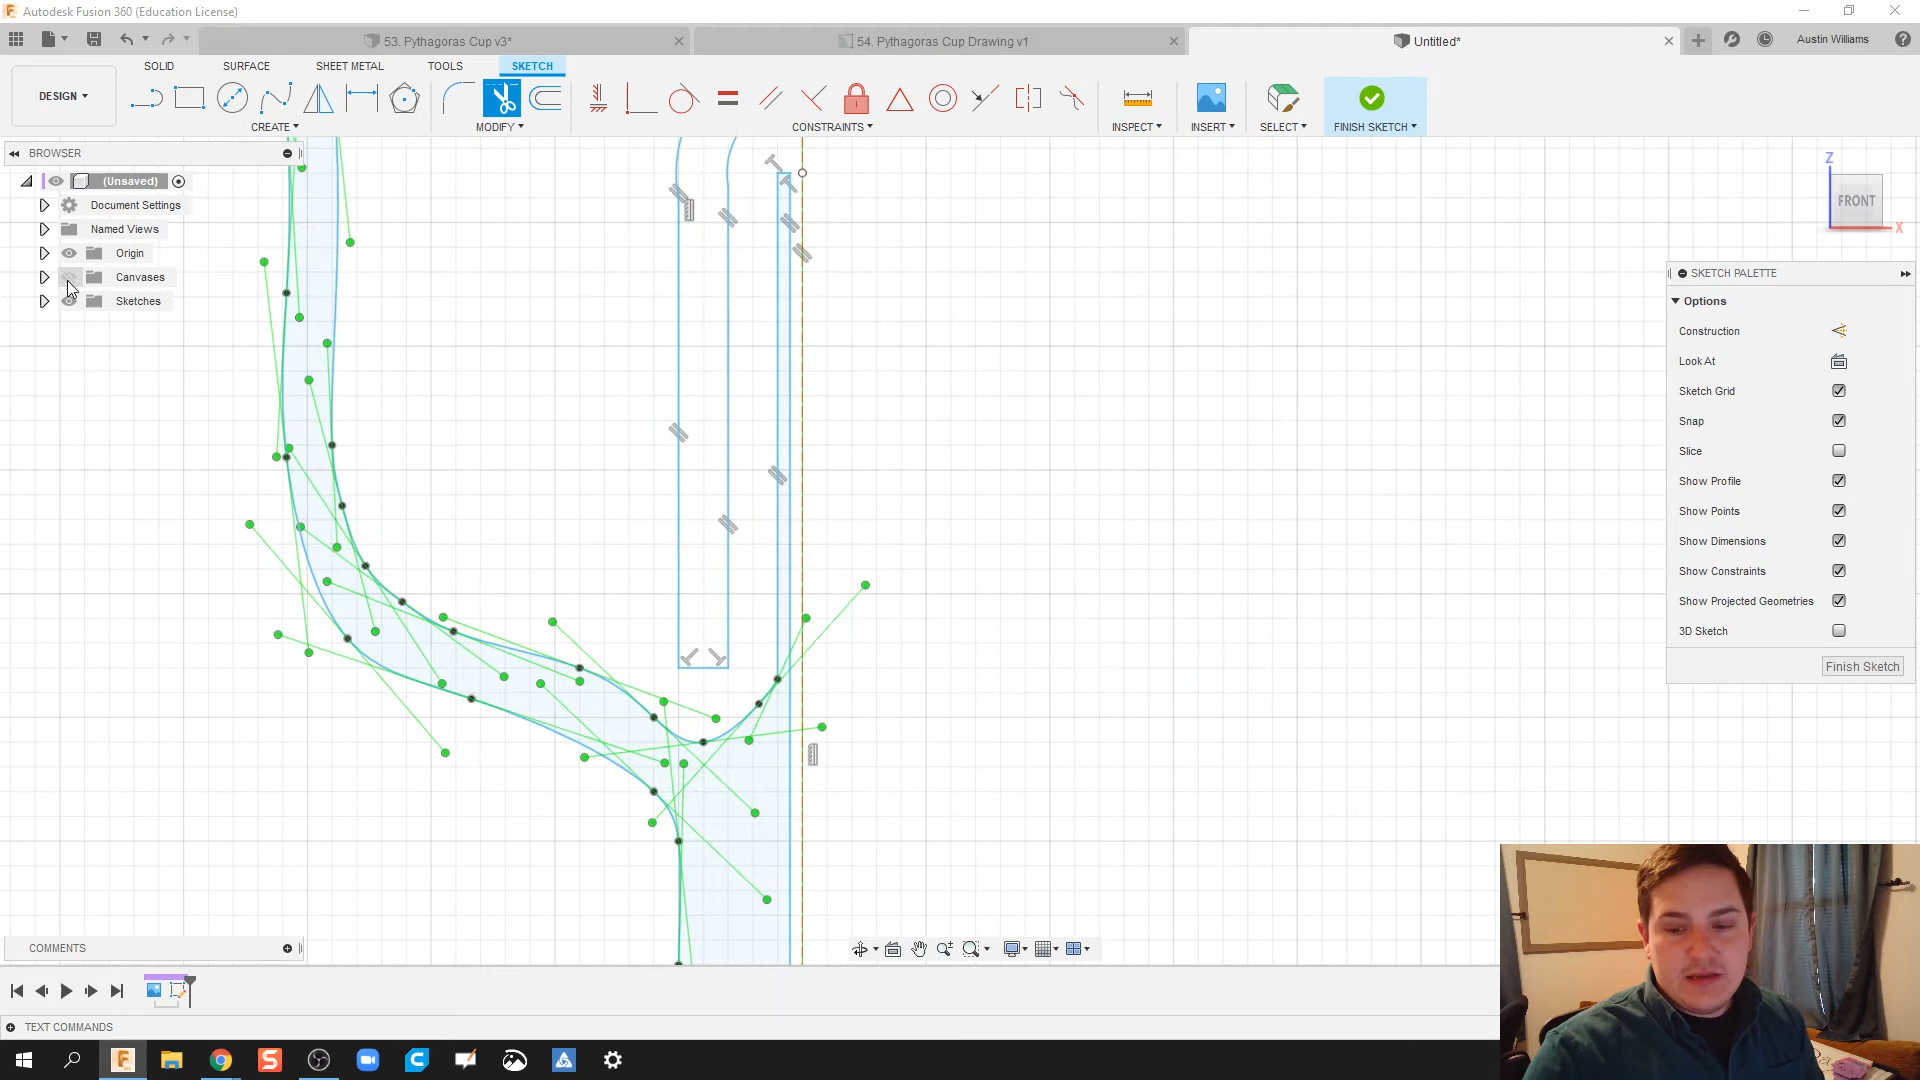 Autodesk Fusion 360 (Education License)
53. Pythagoras Cup v3*
54. Pythagoras Cup Drawing v1
Untitled*
Austin Williams
SOLID SURFACE SHEET METAL TOOLS SKETCH
DESIGN
CREATE MODIFY CONSTRAINTS INSPECT INSERT SELECT FINISH SKETCH
BROWSER
(Unsaved)
Document Settings
Named Views
Origin
Canvases
Sketches
Z
FRONT
X
SKETCH PALETTE
Options
Construction
Look At
Sketch Grid
Snap
Slice
Show Profile
Show Points
Show Dimensions
Show Constraints
Show Projected Geometries
3D Sketch
Finish Sketch
COMMENTS
TEXT COMMANDS